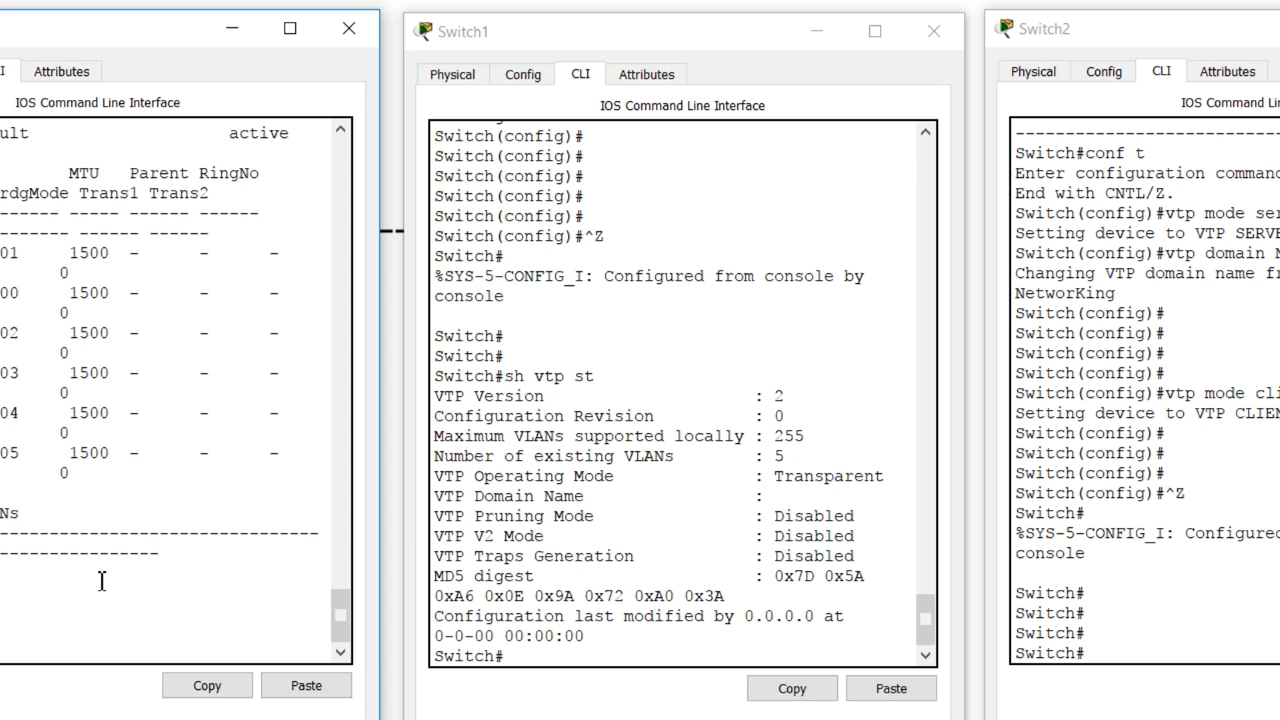 I
Attributes
IOS Command Line Interface
ult active
MTU Parent RingNo
rdgMode Trans1 Trans2
------ ----- ------ ------
------- ------ ------
01 1500 - - -
0
00 1500 - - -
0
02 1500 - - -
0
03 1500 - - -
0
04 1500 - - -
0
05 1500 - - -
0
Ns
--------------------------------
----------------
Copy Paste
Switch1
Physical Config CLI Attributes
IOS Command Line Interface
Switch(config)#
Switch(config)#
Switch(config)#
Switch(config)#
Switch(config)#
Switch(config)#^Z
Switch#
%SYS-5-CONFIG_I: Configured from console by
console
Switch#
Switch#
Switch#sh vtp st
VTP Version : 2
Configuration Revision : 0
Maximum VLANs supported locally : 255
Number of existing VLANs : 5
VTP Operating Mode : Transparent
VTP Domain Name :
VTP Pruning Mode : Disabled
VTP V2 Mode : Disabled
VTP Traps Generation : Disabled
MD5 digest : 0x7D 0x5A
0xA6 0x0E 0x9A 0x72 0xA0 0x3A
Configuration last modified by 0.0.0.0 at
0-0-00 00:00:00
Switch#
Copy Paste
Switch2
Physical Config CLI Attributes
IOS Command Li
---------------------------
Switch#conf t
Enter configuration comman
End with CNTL/Z.
Switch(config)#vtp mode se
Setting device to VTP SERV
Switch(config)#vtp domain N
Changing VTP domain name f
NetworKing
Switch(config)#
Switch(config)#
Switch(config)#
Switch(config)#
Switch(config)#vtp mode cli
Setting device to VTP CLIEN
Switch(config)#
Switch(config)#
Switch(config)#
Switch(config)#^Z
Switch#
%SYS-5-CONFIG_I: Configured
console
Switch#
Switch#
Switch#
Switch#